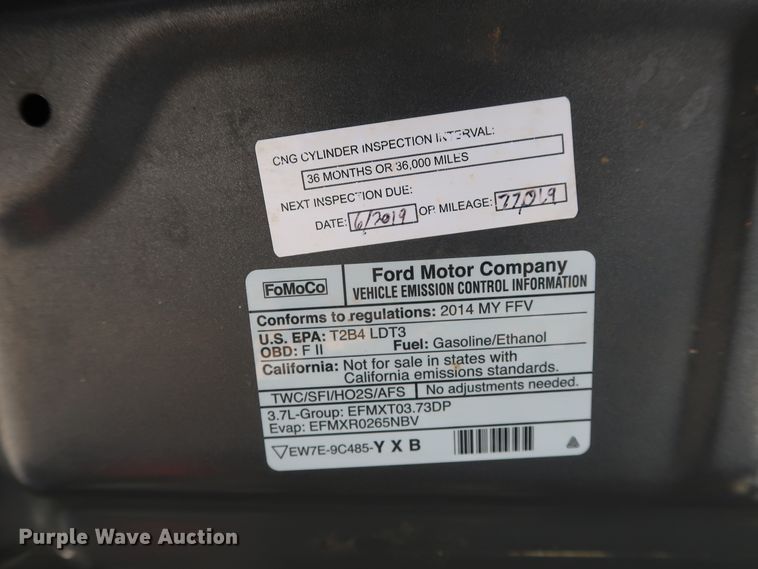 CNG CYLINDER INSPECTION INTERVAL:
36 MONTHS OR 36,000 MILES
NEXT INSPECTION DUE:
DATE: 6/2019 OR MILEAGE: 77,019
FoMoCo
Ford Motor Company
VEHICLE EMISSION CONTROL INFORMATION
Conforms to regulations: 2014 MY FFV
U.S. EPA: T2B4 LDT3
OBD: F II Fuel: Gasoline/Ethanol
California: Not for sale in states with
California emissions standards.
TWC/SFI/HO2S/AFS No adjustments needed.
3.7L-Group: EFMXT03.73DP
Evap: EFMXR0265NBV
EW7E-9C485-Y X B
Purple Wave Auction